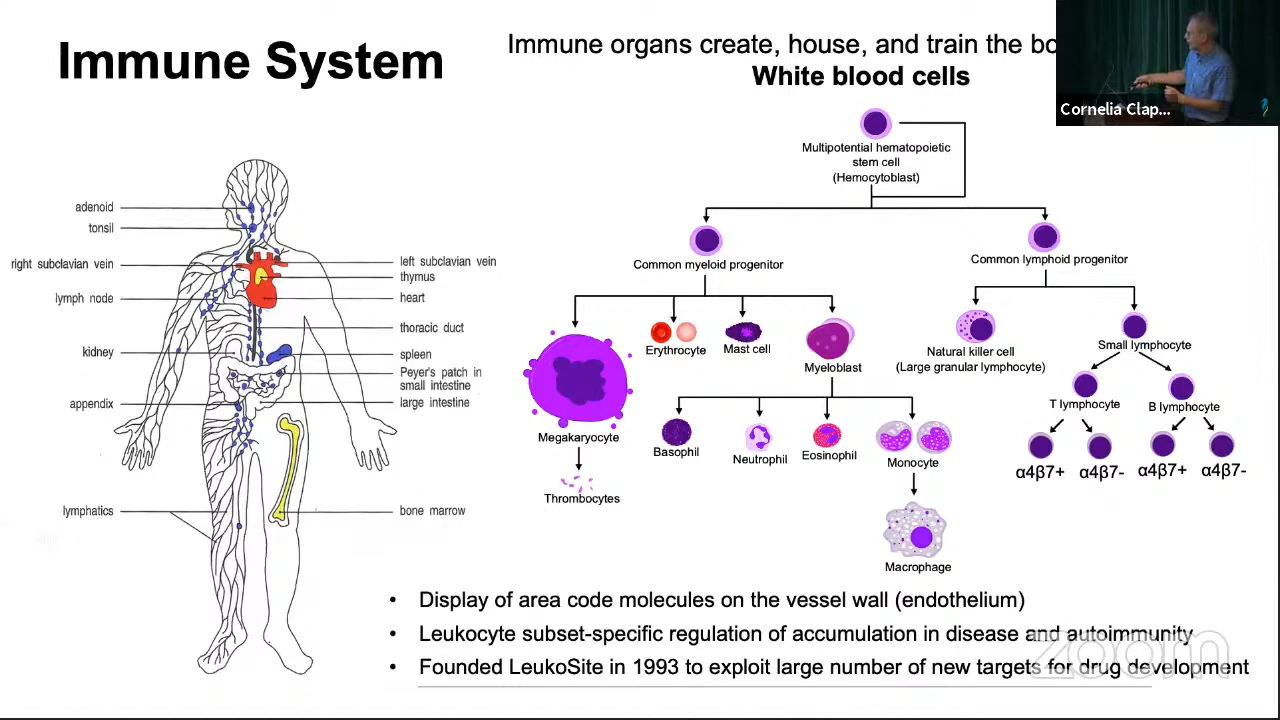 Immune System
Immune organs create, house, and train the
White blood cells
Cornelia Clap...
Multipotential hematopoietic
stem cell
(Hemocytoblast)
Common myeloid progenitor
Common lymphoid progenitor
Erythrocyte
Mast cell
Myeloblast
Natural killer cell
(Large granular lymphocyte)
Small lymphocyte
T lymphocyte
B lymphocyte
Megakaryocyte
Basophil
Neutrophil
Eosinophil
Monocyte
α4β7+
α4β7-
α4β7+
α4β7-
Thrombocytes
Macrophage
adenoid
tonsil
right subclavian vein
lymph node
kidney
appendix
lymphatics
left subclavian vein
thymus
heart
thoracic duct
spleen
Peyer's patch in
small intestine
large intestine
bone marrow
• Display of area code molecules on the vessel wall (endothelium)
• Leukocyte subset-specific regulation of accumulation in disease and autoimmunity
• Founded LeukoSite in 1993 to exploit large number of new targets for drug development
zoom